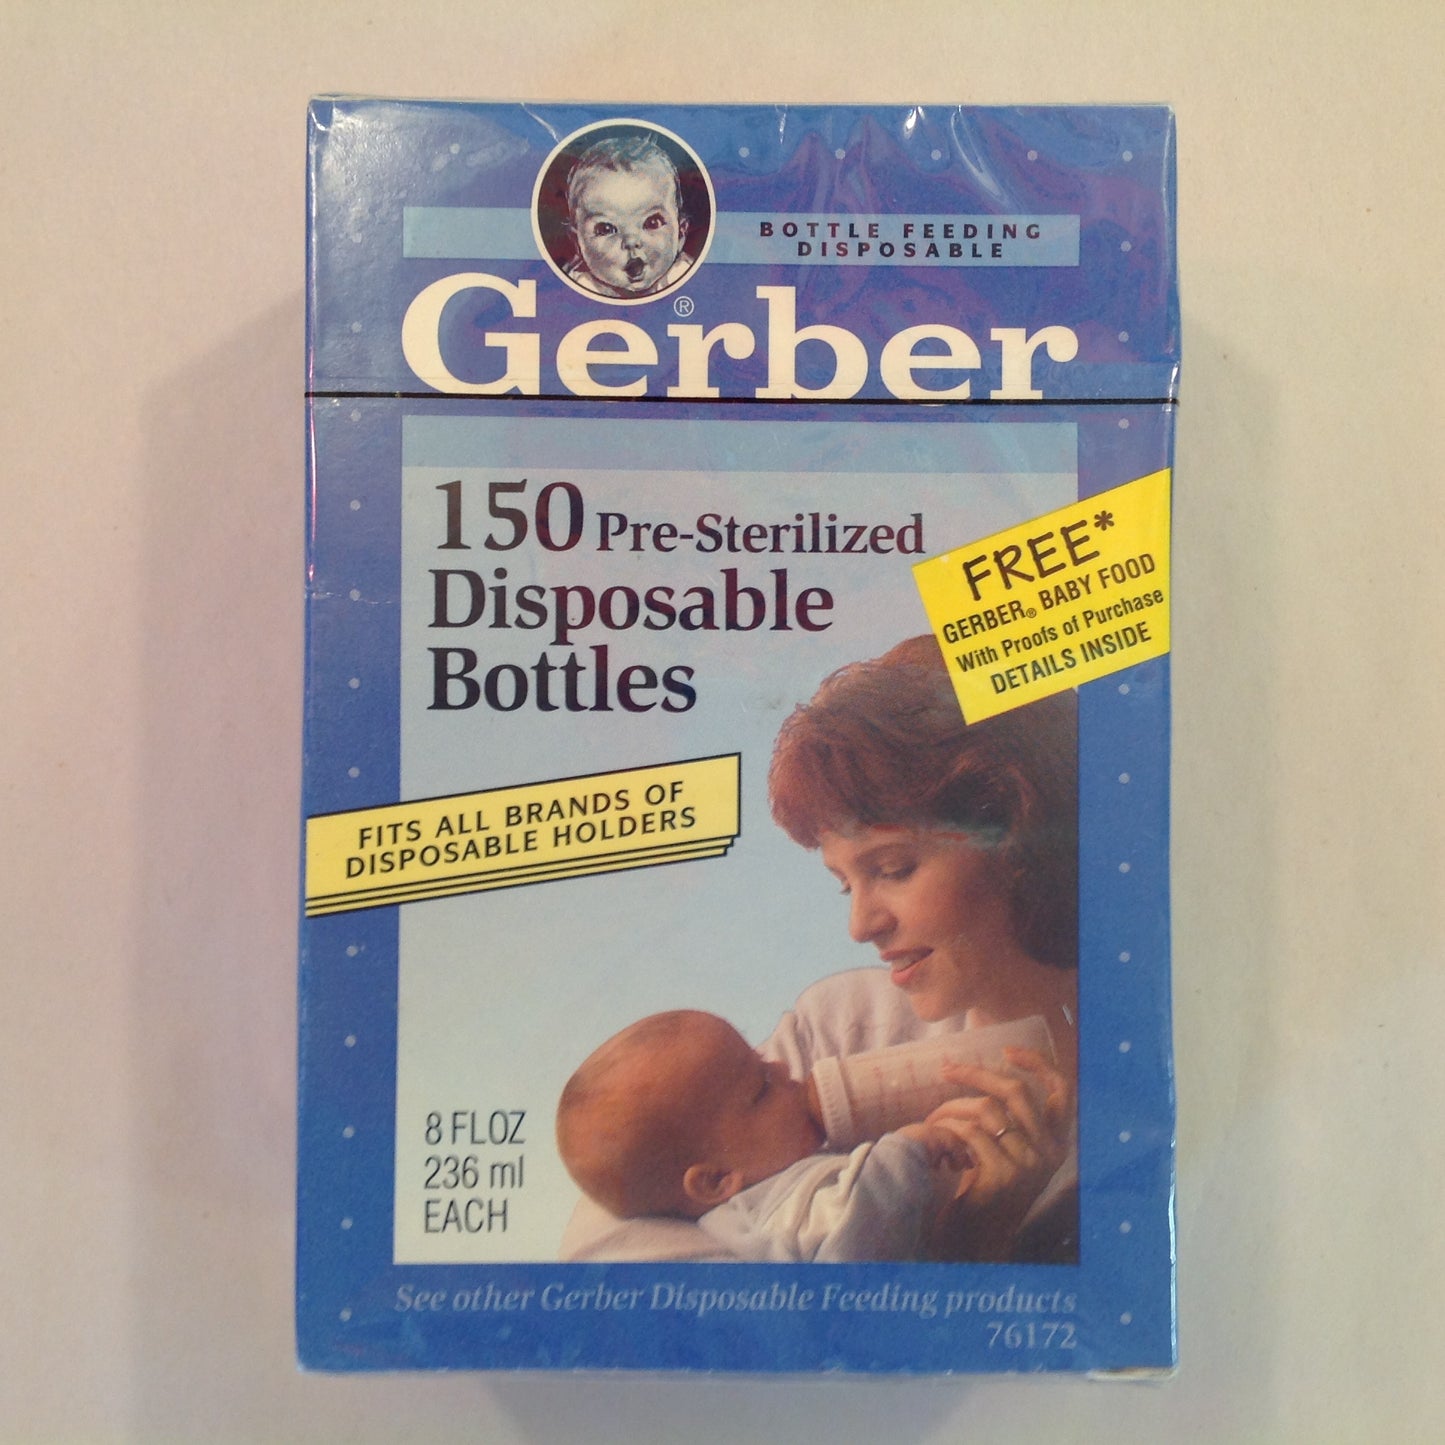 BOTTLE FEEDING
DISPOSABLE
Gerber®
150 Pre-Sterilized
Disposable
Bottles
FREE*
GERBER® BABY FOOD
With Proofs of Purchase
DETAILS INSIDE
FITS ALL BRANDS OF
DISPOSABLE HOLDERS
8 FL OZ
236 ml
EACH
See other Gerber Disposable Feeding products
76172